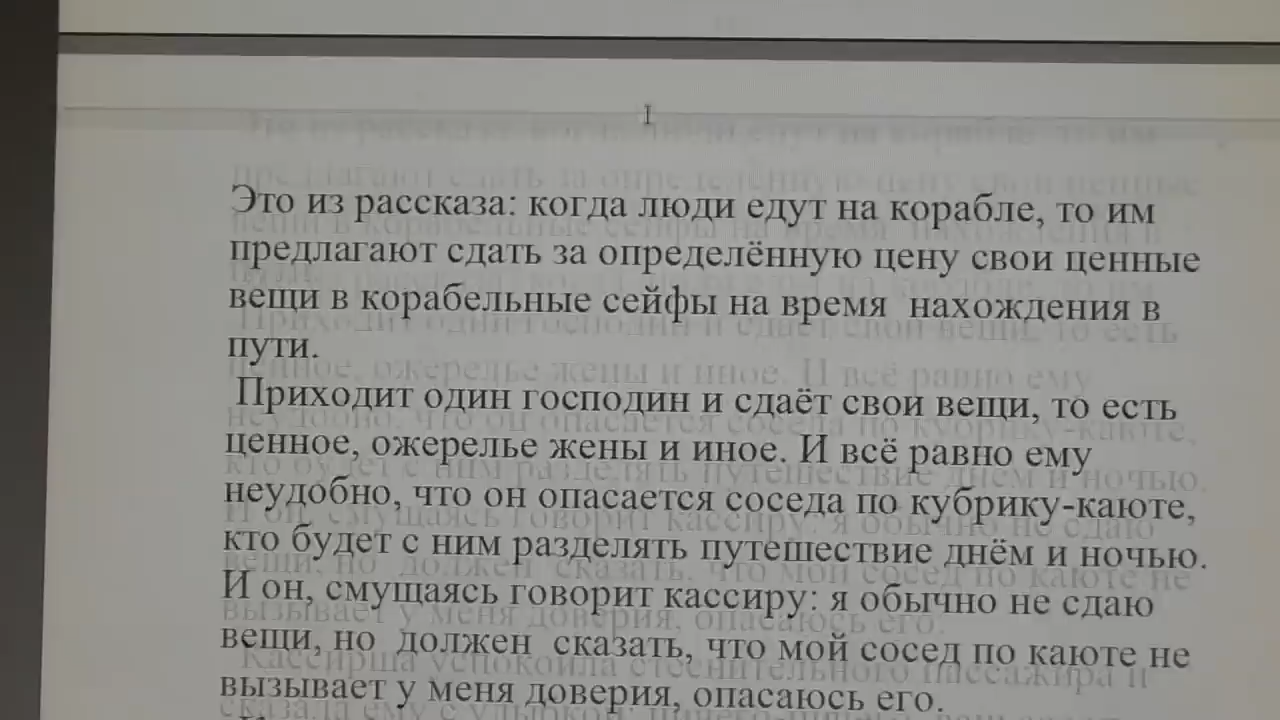 Это из рассказа: когда люди едут на корабле, то им
предлагают сдать за определённую цену свои ценные
вещи в корабельные сейфы на время  нахождения в
пути.
Приходит один господин и сдаёт свои вещи, то есть
ценное, ожерелье жены и иное. И всё равно ему
неудобно, что он опасается соседа по кубрику-каюте,
кто будет с ним разделять путешествие днём и ночью.
И он, смущаясь говорит кассиру: я обычно не сдаю
вещи, но  должен  сказать, что мой сосед по каюте не
вызывает у меня доверия, опасаюсь его.
Кассирша успокоила стеснительного пассажира и